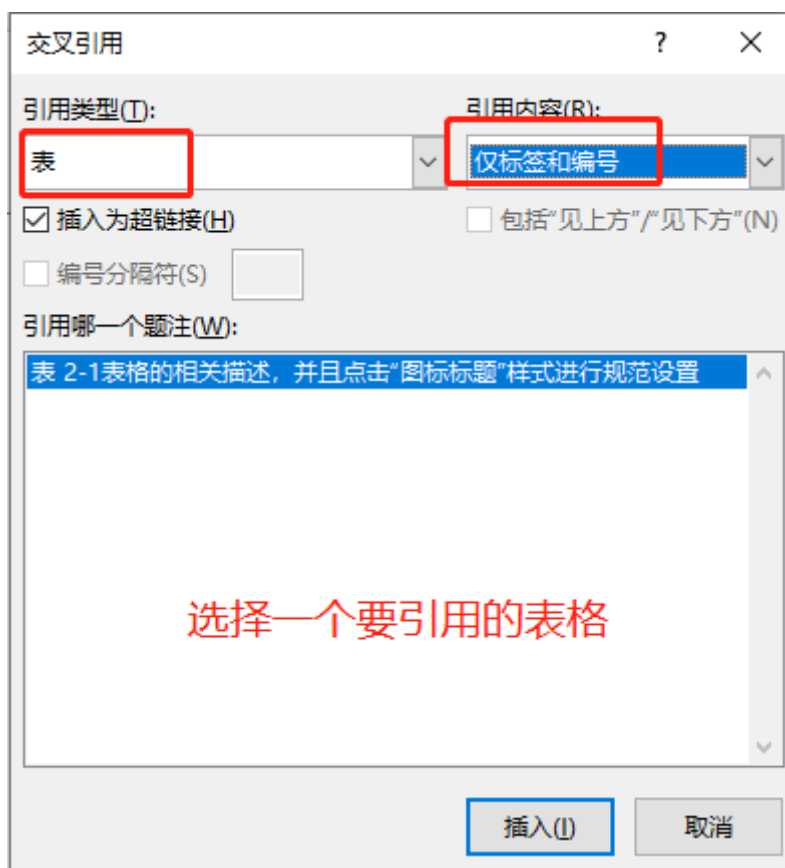 交叉引用
引用类型(T):
引用内容(R):
表
仅标签和编号
插入为超链接(H)
包括“见上方”/“见下方”(N)
编号分隔符(S)
引用哪一个题注(W):
表 2-1表格的相关描述，并且点击“图标标题”样式进行规范设置
选择一个要引用的表格
插入(I)
取消